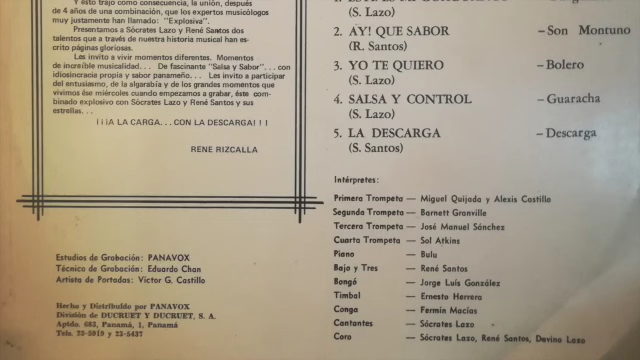 Y esto trajo como consecuencia, la unión, después
de 4 años de una combinación, que los expertos musicólogos
muy justamente han llamado: "Explosiva".
Presentamos a Sócrates Lazo y René Santos dos
talentos que a través de nuestra historia musical han es-
crito páginas gloriosas.
Les invito a vivir momentos diferentes. Momentos
de increíble musicalidad... De fascinante "Salsa y Sabor"... con
idiosincracia propia y sabor panameño... Les invito a participar
del entusiasmo, de la algarabía y de los grandes momentos que
vivimos ése miércoles cuando empezamos a grabar, éste com-
binado explosivo con Sócrates Lazo y René Santos y sus
estrellas...
¡¡¡A LA CARGA... CON LA DESCARGA!!!
RENE RIZCALLA
Estudios de Grabación: PANAVOX
Técnico de Grabación: Eduardo Chan
Artista de Portadas: Victor G. Castillo
Hecho y Distribuido por PANAVOX
División de DUCRUET Y DUCRUET, S. A.
Aptdo. 683, Panamá, 1, Panamá
Tels. 23-5919 y 23-5437
(S. Lazo)
2. AY! QUE SABOR – Son Montuno
(R. Santos)
3. YO TE QUIERO – Bolero
(S. Lazo)
4. SALSA Y CONTROL – Guaracha
(S. Lazo)
5. LA DESCARGA – Descarga
(S. Santos)
Intérpretes:
Primera Trompeta — Miguel Quijada y Alexis Castillo
Segunda Trompeta — Barnett Granville
Tercera Trompeta — José Manuel Sánchez
Cuarta Trompeta — Sol Atkins
Piano — Bulu
Bajo y Tres — René Santos
Bongó — Jorge Luís González
Timbal — Ernesto Herrera
Conga — Fermín Macías
Cantantes — Sócrates Lazo
Coro — Sócrates Lazo, René Santos, Davino Lazo